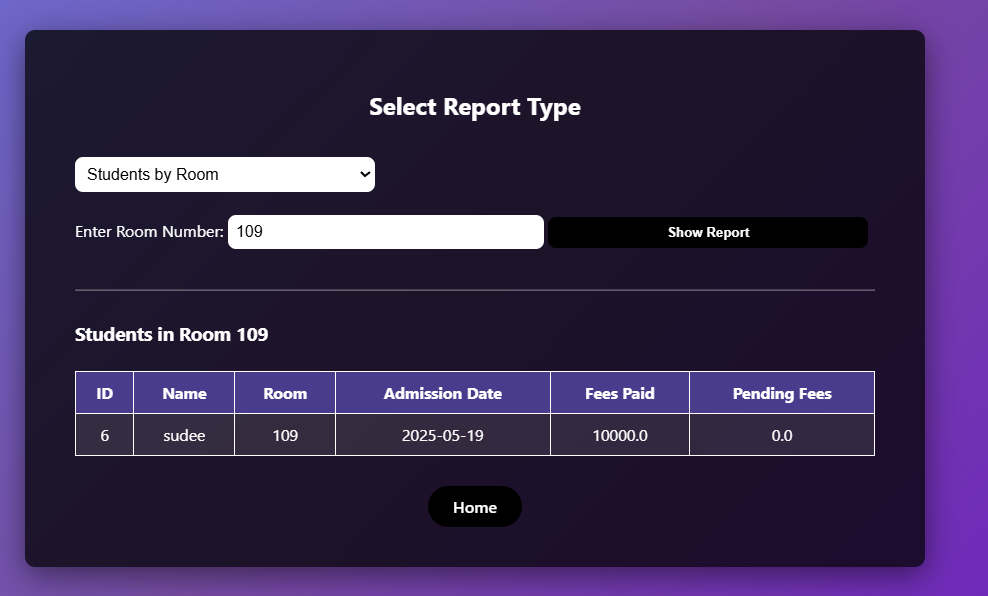 Select Report Type
Students by Room
Enter Room Number: 109 Show Report
Students in Room 109
ID Name Room Admission Date Fees Paid Pending Fees
6 sudee 109 2025-05-19 10000.0 0.0
Home